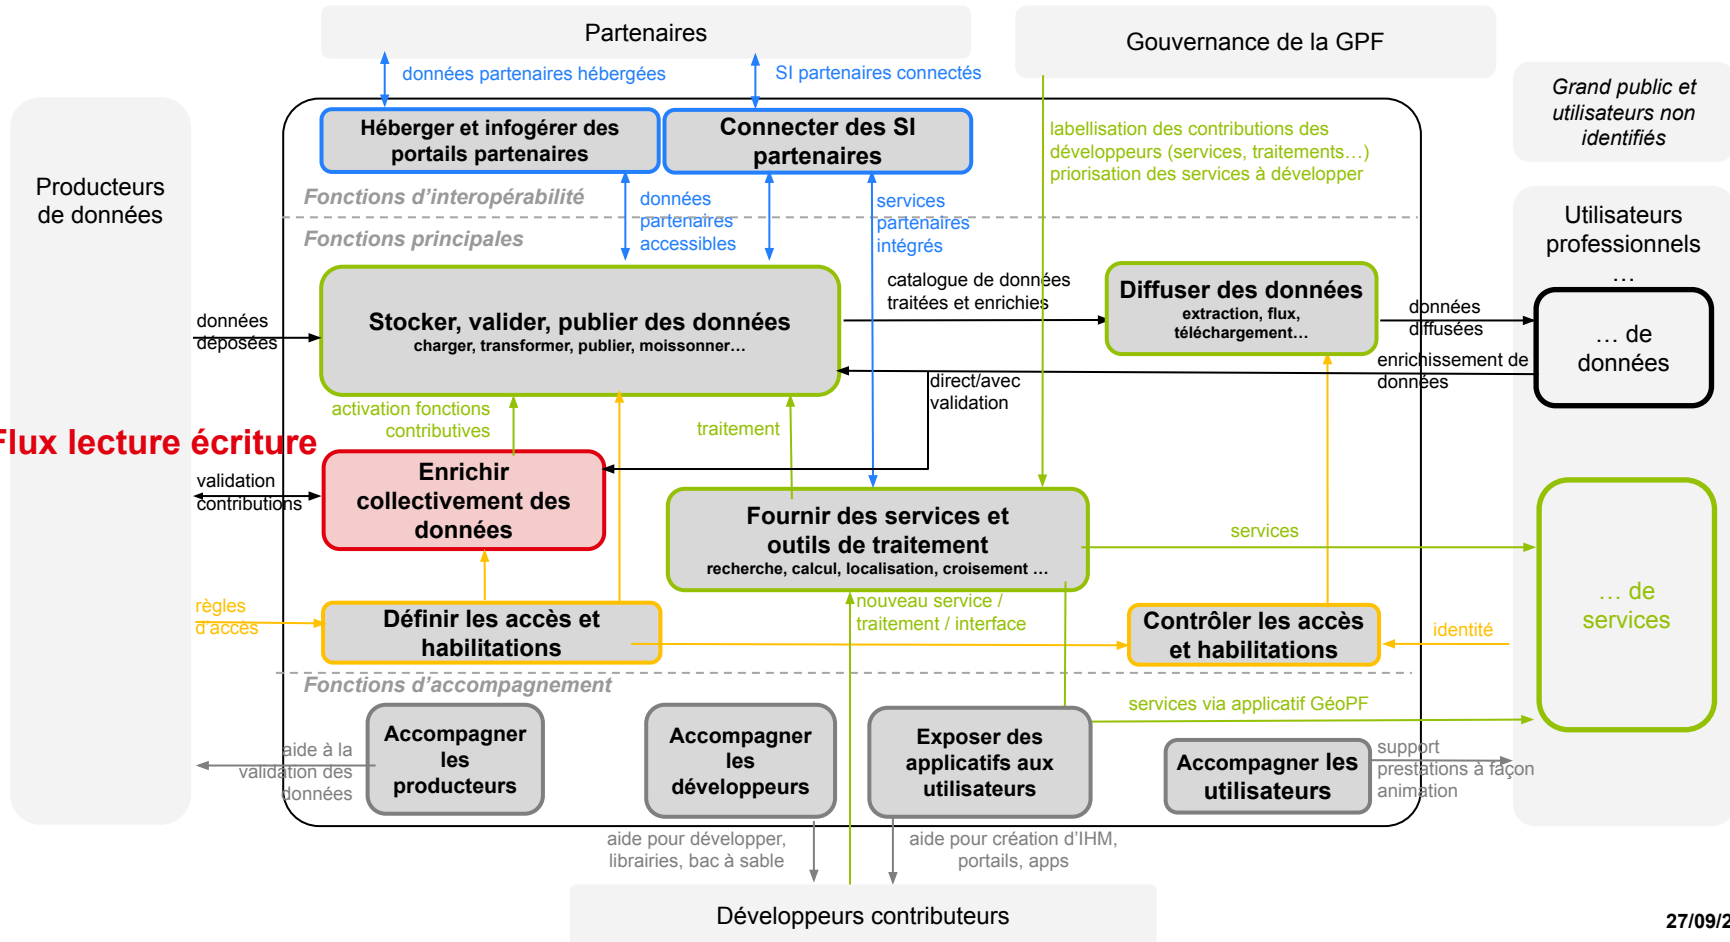 Partenaires
Gouvernance de la GPF
données partenaires hébergées
SI partenaires connectés
Grand public et
utilisateurs non
identifiés
Héberger et infogérer des
portails partenaires
Connecter des SI
partenaires
labellisation des contributions des
développeurs (services, traitements…)
priorisation des services à développer
Producteurs
de données
Fonctions d'interopérabilité
données
partenaires
accessibles
services
partenaires
intégrés
Utilisateurs
professionnels
…
Fonctions principales
Stocker, valider, publier des données
charger, transformer, publier, moissonner…
catalogue de données
traitées et enrichies
Diffuser des données
extraction, flux,
téléchargement…
données
diffusées
… de
données
données
déposées
enrichissement de
données
direct/avec
validation
activation fonctions
contributives
traitement
Flux lecture écriture
validation
contributions
Enrichir
collectivement des
données
Fournir des services et
outils de traitement
recherche, calcul, localisation, croisement …
services
… de
services
règles
d'accès
Définir les accès et
habilitations
nouveau service /
traitement / interface
Contrôler les accès
et habilitations
identité
Fonctions d'accompagnement
services via applicatif GéoPF
aide à la
validation des
données
Accompagner
les
producteurs
Accompagner
les
développeurs
Exposer des
applicatifs aux
utilisateurs
Accompagner les
utilisateurs
support
prestations à façon
animation
aide pour développer,
librairies, bac à sable
aide pour création d'IHM,
portails, apps
Développeurs contributeurs
27/09/2